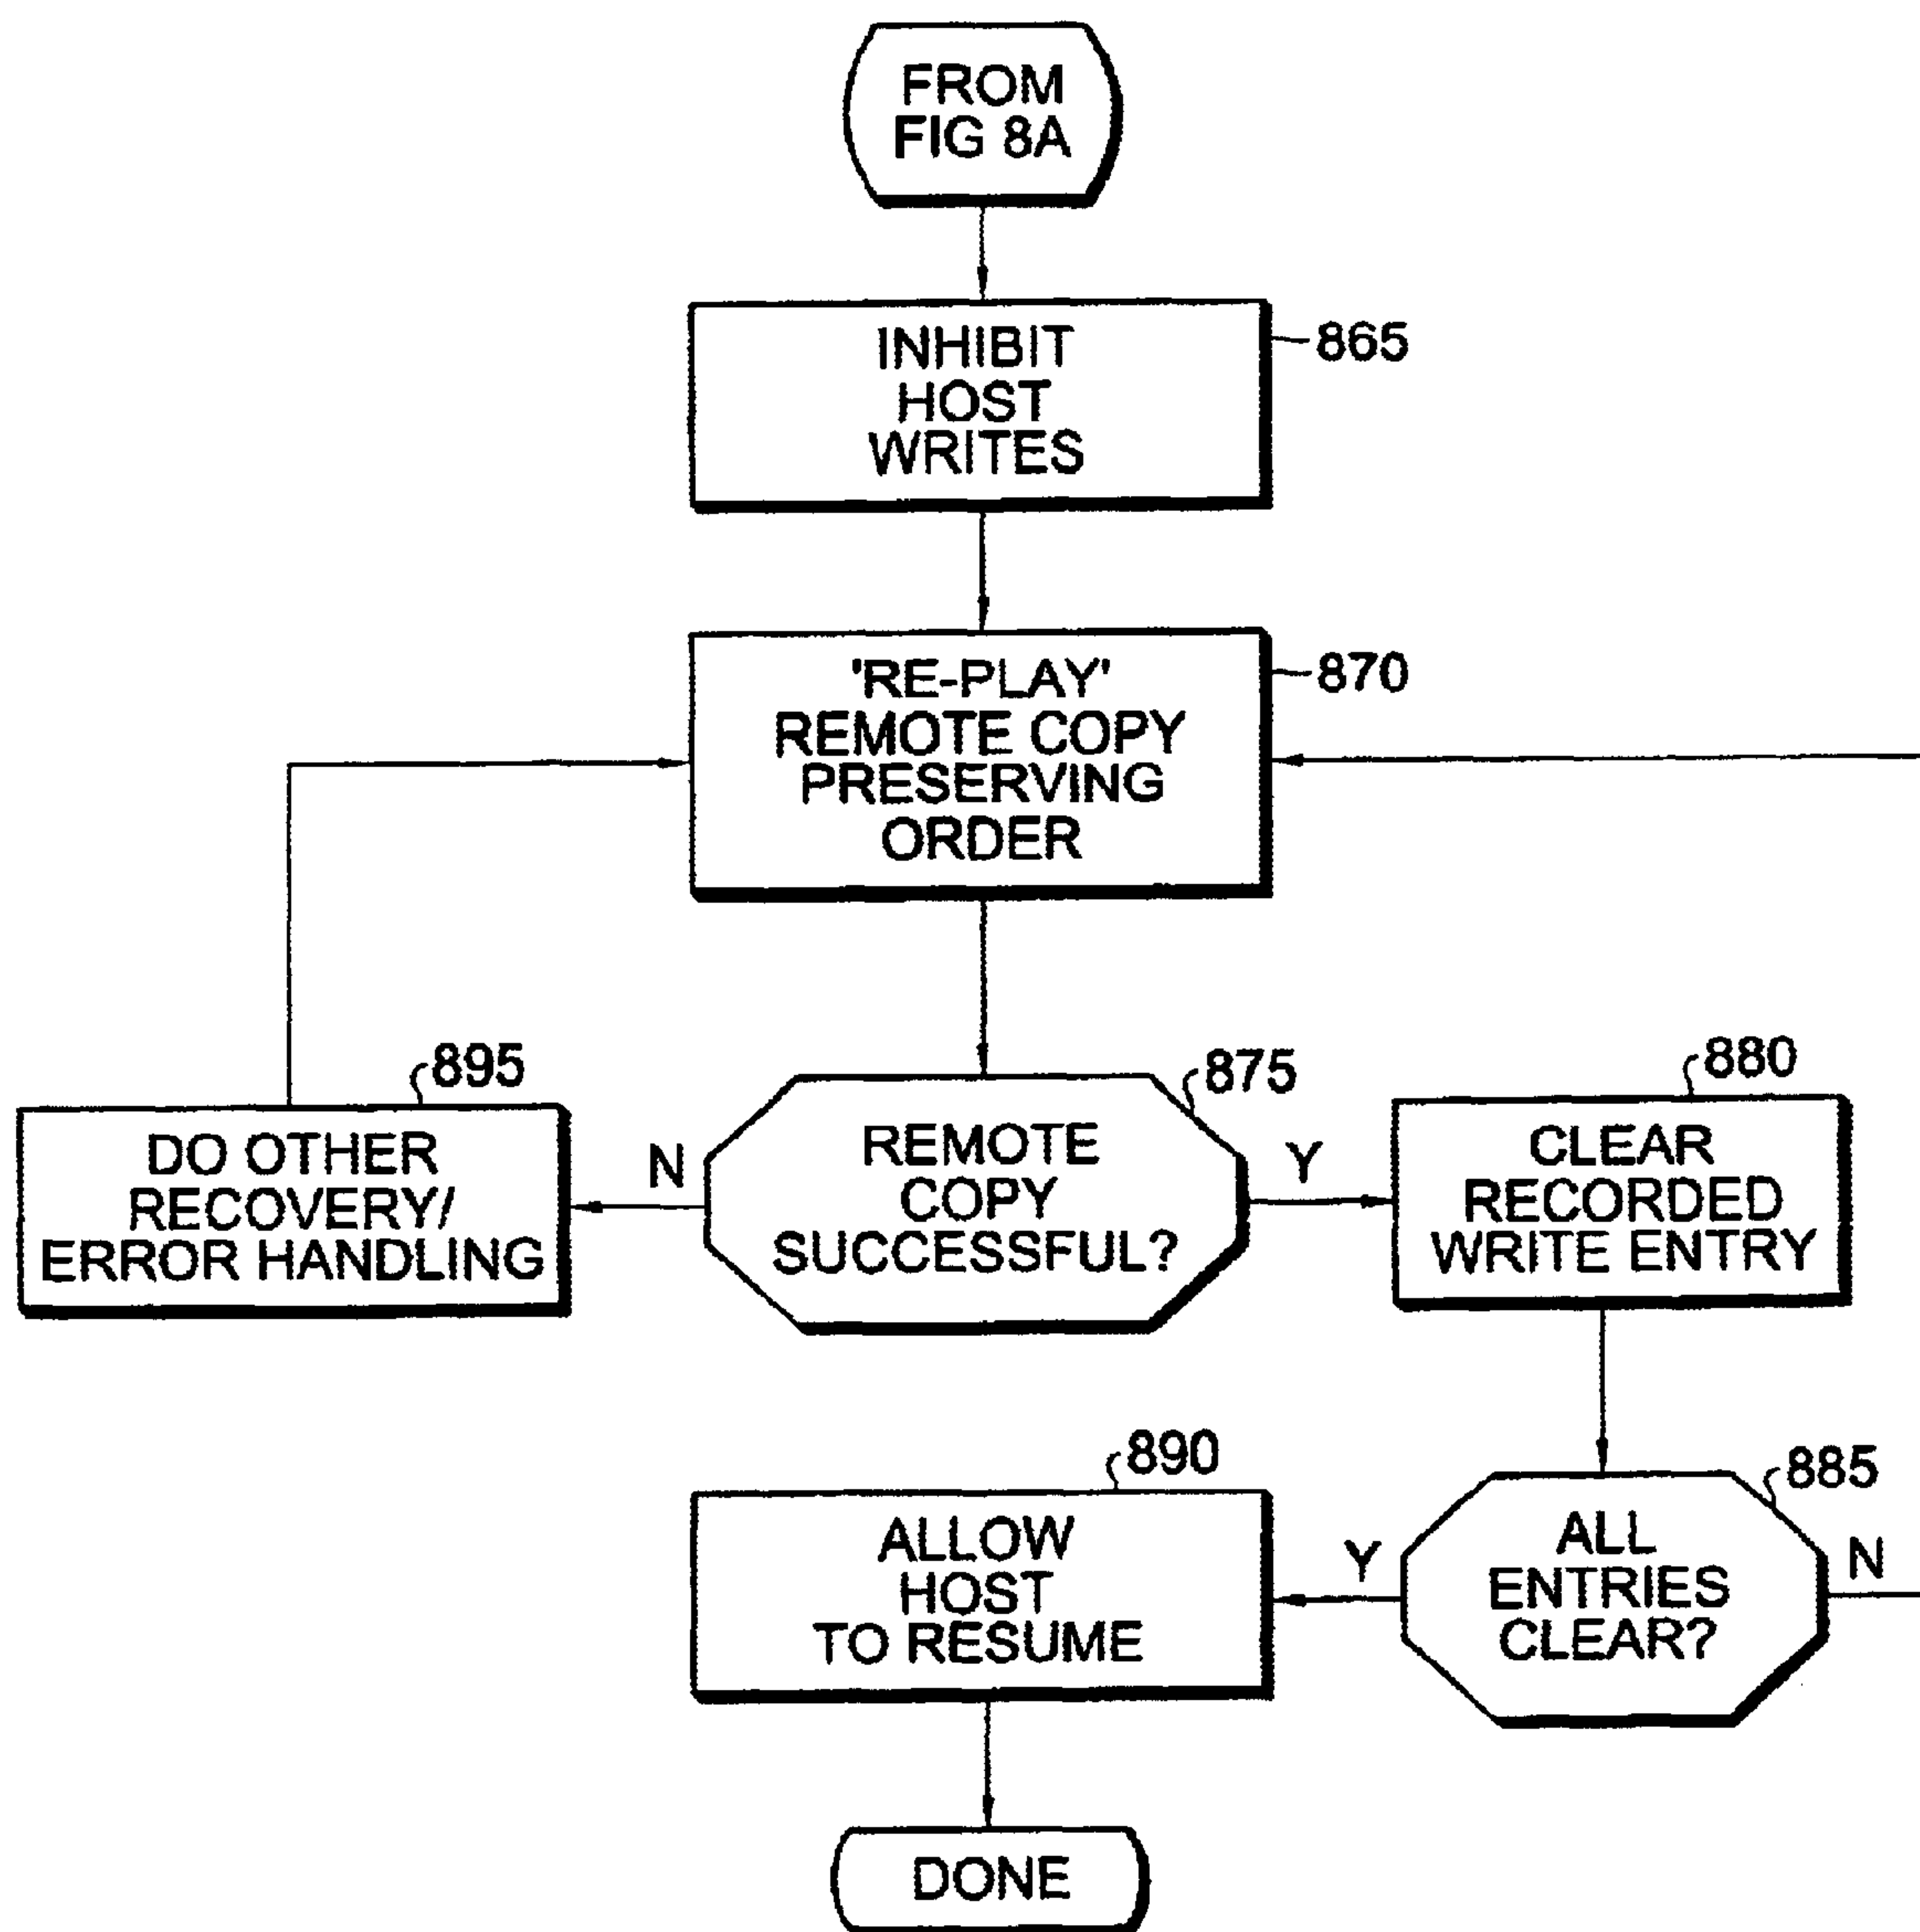 FROM
FIG 8A
INHIBIT
HOST
WRITES
865
'RE-PLAY'
REMOTE COPY
PRESERVING
ORDER
870
895
DO OTHER
RECOVERY/
ERROR HANDLING
N
875
REMOTE
COPY
SUCCESSFUL?
Y
880
CLEAR
RECORDED
WRITE ENTRY
890
ALLOW
HOST
TO RESUME
Y
885
ALL
ENTRIES
CLEAR?
N
DONE